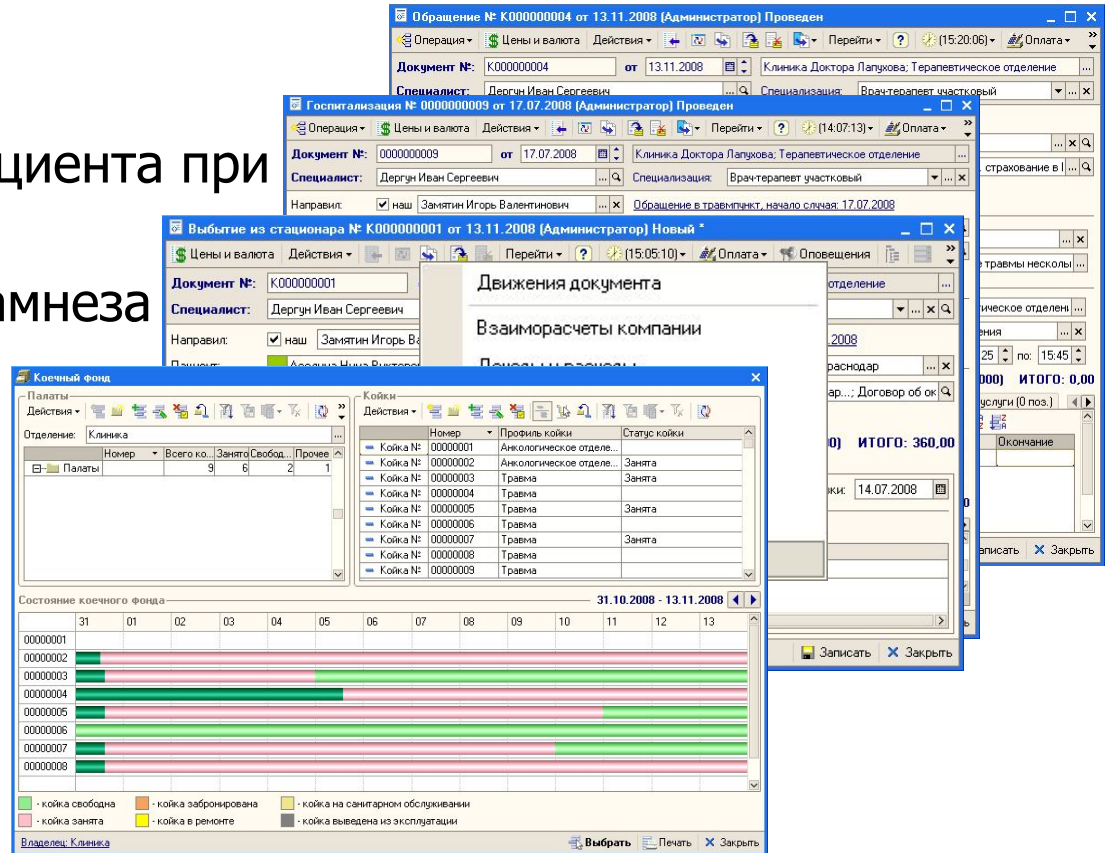 Обращение № К000000004 от 13.11.2008 (Администратор) Проведен
Операция Цены и валюта Действия Перейти ? (15:20:06) Оплата
Документ №: К000000004 от 13.11.2008 Клиника Доктора Лапухова; Терапевтическое отделение ...
Специалист: Дергун Иван Сергеевич ... Специализация: Врач-терапевт участковый ...
страхование в
травмы несколы ...
ическое отделени ...
ения ...
25 по: 15:45
000) ИТОГО: 0,00
услуги (0 поз.)
Окончание
аписать Закрыть
Госпитализация № 0000000009 от 17.07.2008 (Администратор) Проведен
Операция Цены и валюта Действия Перейти ? (14:07:13) Оплата
Документ №: 0000000009 от 17.07.2008 Клиника Доктора Лапухова; Терапевтическое отделение ...
Специалист: Дергун Иван Сергеевич ... Специализация: Врач-терапевт участковый ...
Направил: наш Замятин Игорь Валентинович ... Обращение в травмпункт, начало случая: 17.07.2008
циента при
амнеза
Выбытие из стационара № К000000001 от 13.11.2008 (Администратор) Новый *
Цены и валюта Действия Перейти ? (15:05:10) Оплата Оповещения
Документ №: К000000001 отделение ...
Специалист: Дергун Иван Сергеевич ...
Направил: наш Замятин Игорь Ва .2008
Пациент: раснодар ...
ар...; Договор об ок
0) ИТОГО: 360,00
ки: 14.07.2008
Записать Закрыть
Движения документа
Взаиморасчеты компании
Коечный фонд
Палаты
Действия
Отделение: Клиника ...
Номер Всего ко... Занято Свобод... Прочее
Палаты 9 6 2 1
Койки
Действия
Номер Профиль койки Статус койки
Койка № 00000001 Анкологическое отделе...
Койка № 00000002 Анкологическое отделе... Занята
Койка № 00000003 Травма Занята
Койка № 00000004 Травма
Койка № 00000005 Травма Занята
Койка № 00000006 Травма
Койка № 00000007 Травма Занята
Койка № 00000008 Травма
Койка № 00000009 Травма
Состояние коечного фонда 31.10.2008 - 13.11.2008
31 01 02 03 04 05 06 07 08 09 10 11 12 13
00000001
00000002
00000003
00000004
00000005
00000006
00000007
00000008
- койка свободна - койка забронирована - койка на санитарном обслуживании
- койка занята - койка в ремонте - койка выведена из эксплуатации
Владелец: Клиника Выбрать Печать Закрыть